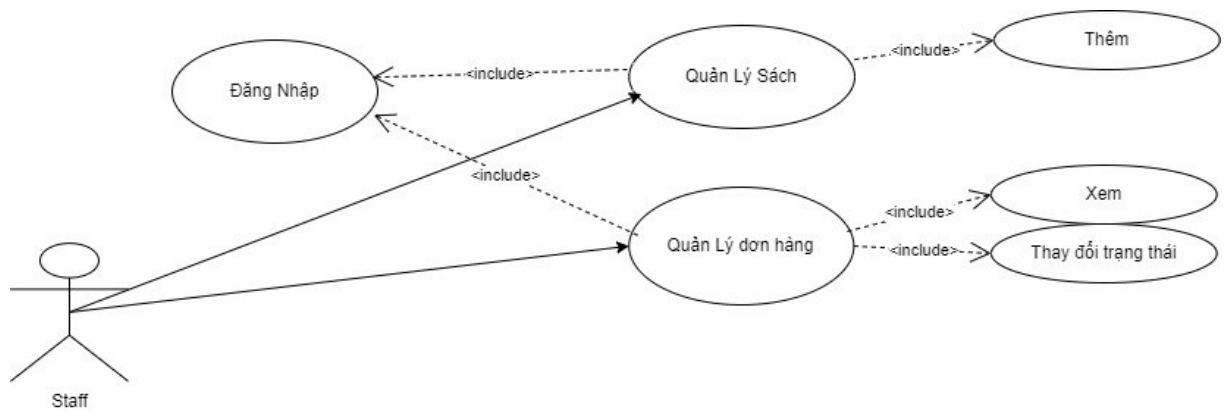 Thêm
<include>
<include>
Quản Lý Sách
Đăng Nhập
<include>
Xem
<include>
Quản Lý dơn hàng
<include>
Thay đổi trạng thái
Staff